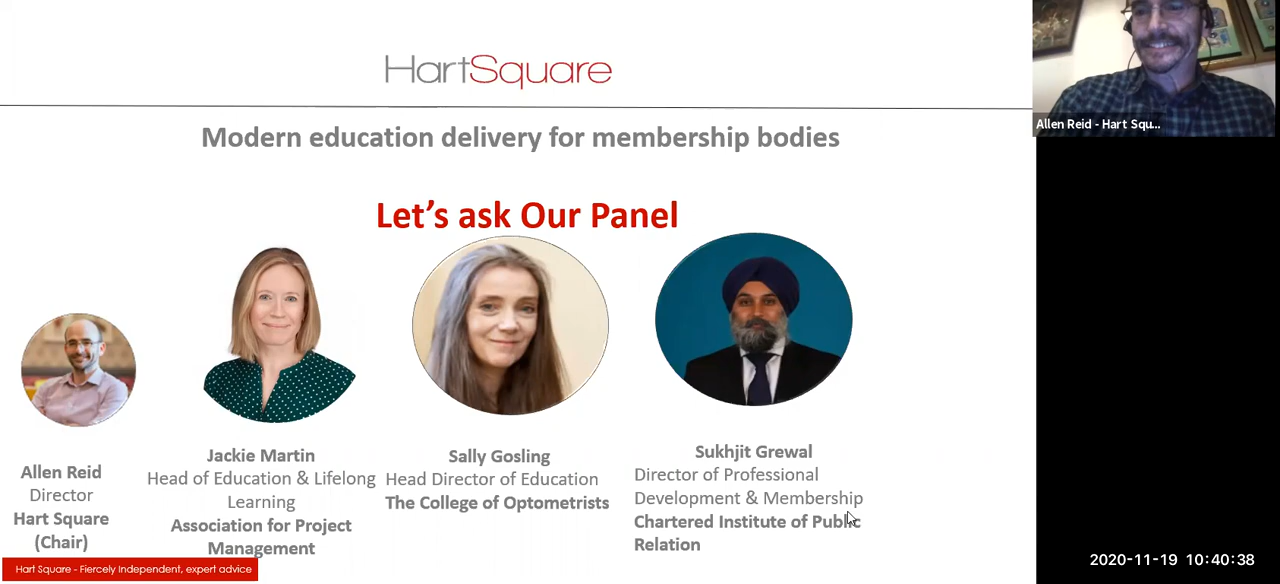 HartSquare
Modern education delivery for membership bodies
Let's ask Our Panel
Allen Reid
Director
Hart Square
(Chair)
Jackie Martin
Head of Education & Lifelong
Learning
Association for Project
Management
Sally Gosling
Head Director of Education
The College of Optometrists
Sukhjit Grewal
Director of Professional
Development & Membership
Chartered Institute of Public
Relation
Hart Square - Fiercely Independent, expert advice
Allen Reid - Hart Squ...
2020-11-19 10:40:38